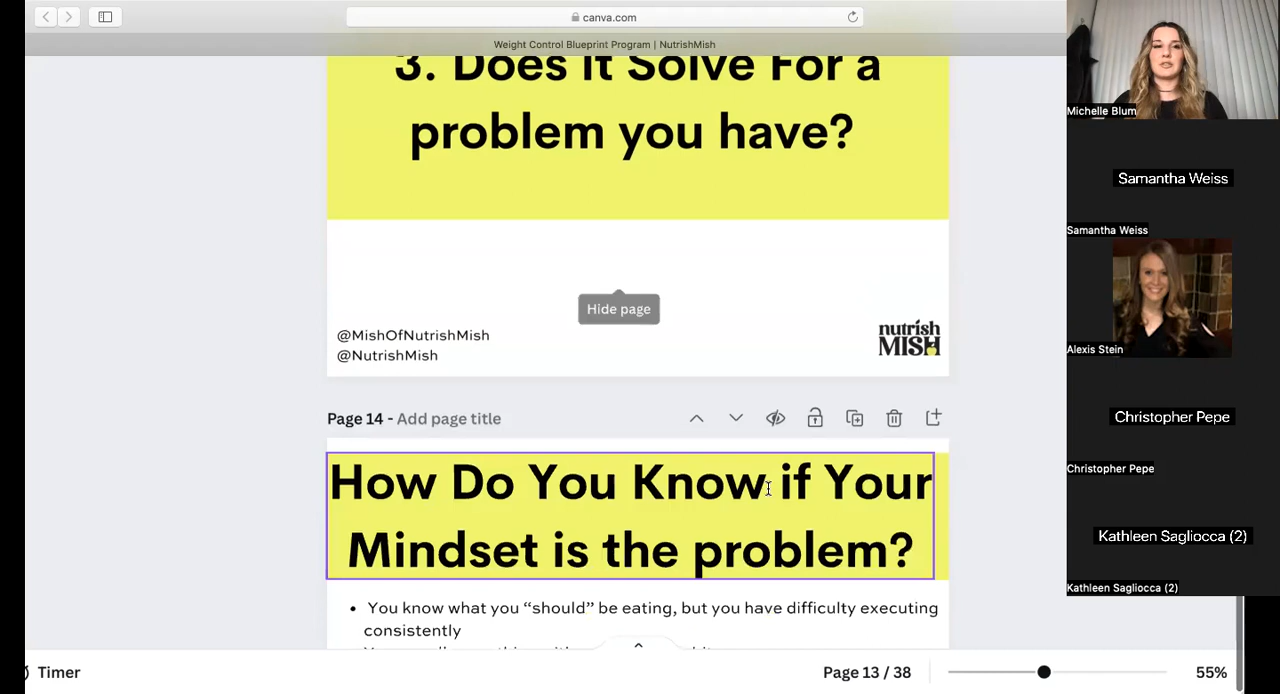 canva.com
Weight Control Blueprint Program | NutrishMish
3. Does It Solve For a
problem you have?
Hide page
@MishOfNutrishMish
@NutrishMish
nutrish
MISH
Page 14 - Add page title
How Do You Know if Your
Mindset is the problem?
• You know what you “should” be eating, but you have difficulty executing
consistently
Timer
Page 13 / 38
55%
Michelle Blum
Samantha Weiss
Samantha Weiss
Alexis Stein
Christopher Pepe
Christopher Pepe
Kathleen Sagliocca (2)
Kathleen Sagliocca (2)